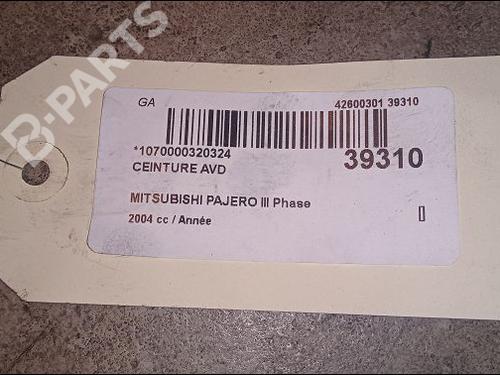 B-PARTS
GA
42600301 39310
*1070000320324
39310
CEINTURE AVD
MITSUBISHI PAJERO III Phase
2004 cc / Année